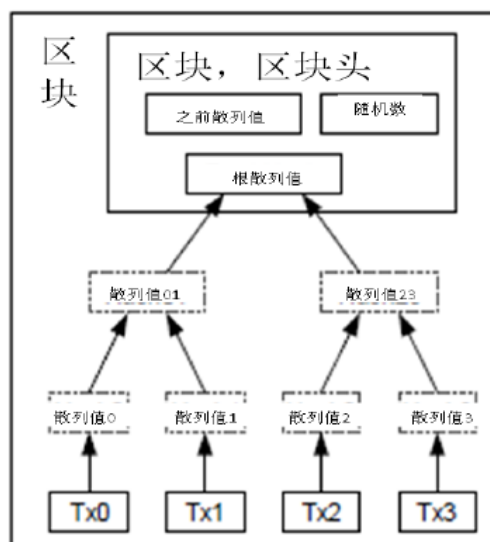 区块
区块，区块头
之前散列值
随机数
根散列值
散列值01
散列值23
散列值0
散列值1
散列值2
散列值3
Tx0
Tx1
Tx2
Tx3